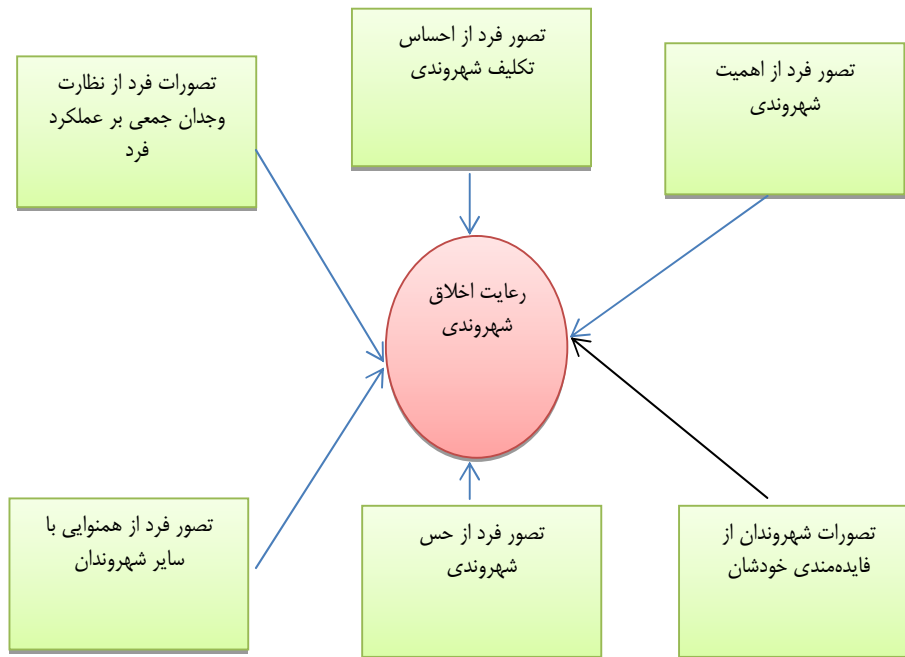 تصور فرد از اهمیت
شهروندی
تصور فرد از احساس
تکلیف شهروندی
تصورات فرد از نظارت
وجدان جمعی بر عملکرد
فرد
رعایت اخلاق
شهروندی
تصورات شهروندان از
فایده‌مندی خودشان
تصور فرد از حس
شهروندی
تصور فرد از همنوایی با
سایر شهروندان